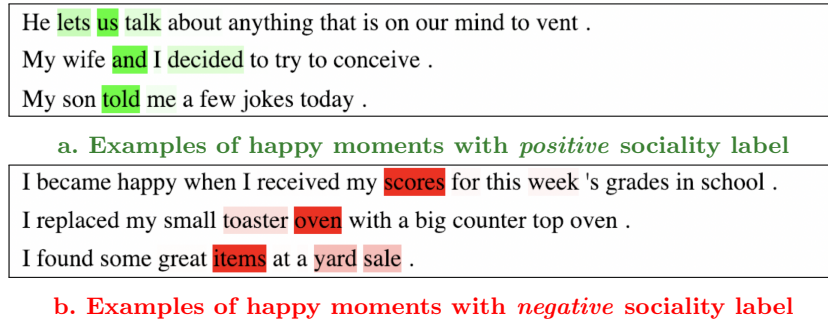 He lets us talk about anything that is on our mind to vent .
My wife and I decided to try to conceive .
My son told me a few jokes today .
a. Examples of happy moments with positive sociality label
I became happy when I received my scores for this week 's grades in school .
I replaced my small toaster oven with a big counter top oven .
I found some great items at a yard sale .
b. Examples of happy moments with negative sociality label